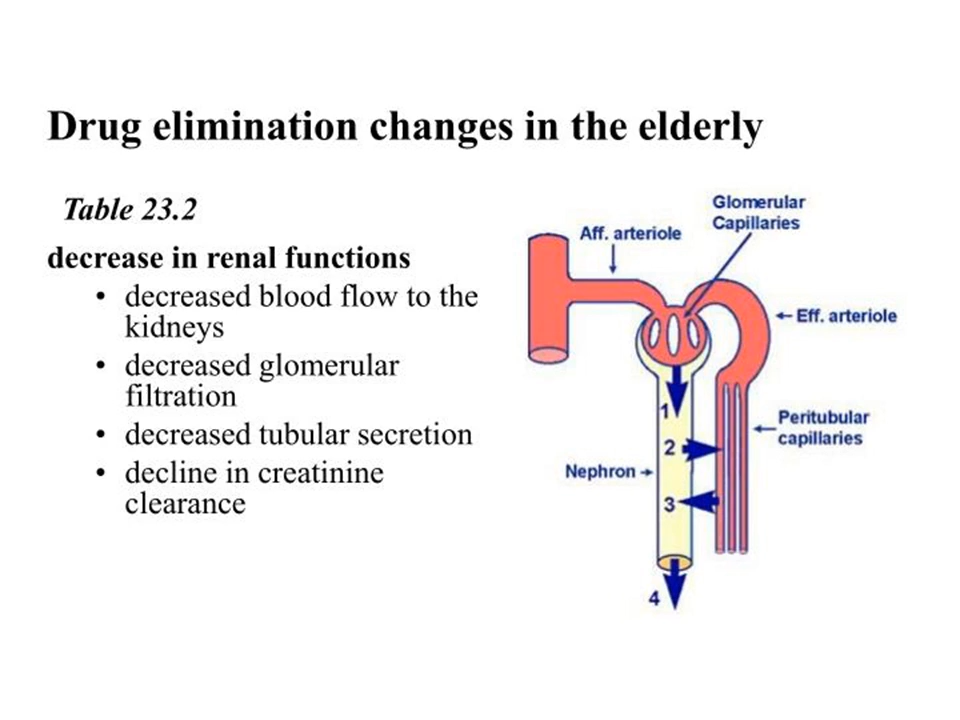 Drug elimination changes in the elderly
Table 23.2
decrease in renal functions
• decreased blood flow to the
kidneys
• decreased glomerular
filtration
• decreased tubular secretion
• decline in creatinine
clearance
Glomerular
Capillaries
Aff. arteriole
Eff. arteriole
1
Peritubular
capillaries
2
Nephron
3
4